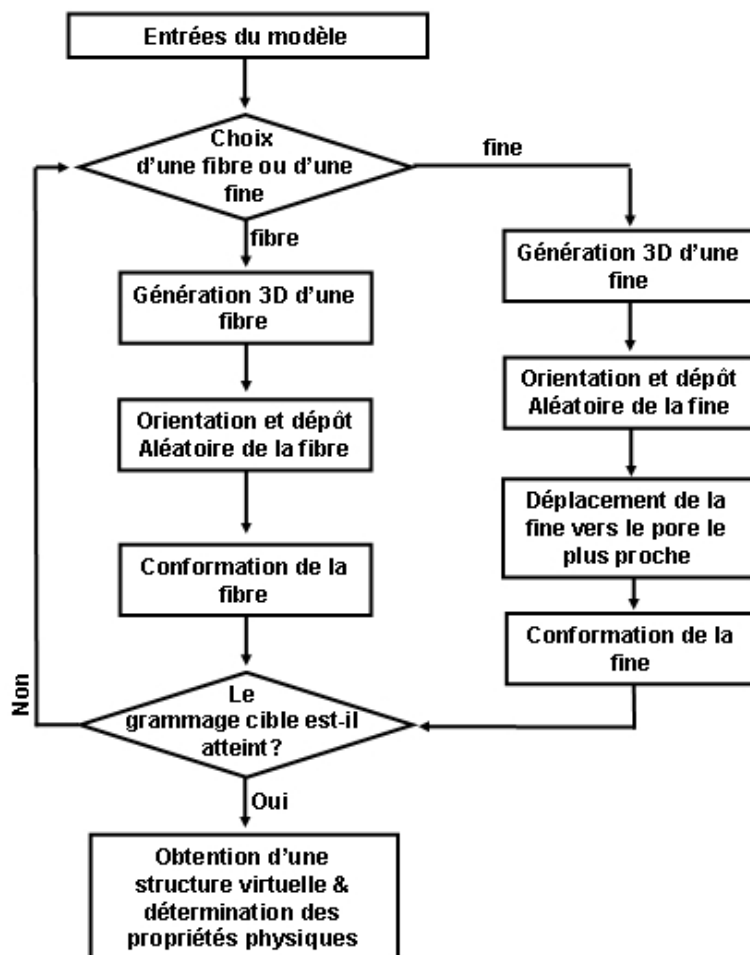 Entrées du modèle
Choix
d'une fibre ou d'une
fine
fine
fibre
Génération 3D d'une
fibre
Orientation et dépôt
Aléatoire de la fibre
Conformation de la
fibre
Génération 3D d'une
fine
Orientation et dépôt
Aléatoire de la fine
Déplacement de la
fine vers le pore le
plus proche
Conformation de la
fine
Le
grammage cible est-il
atteint?
Non
Oui
Obtention d'une
structure virtuelle &
détermination des
propriétés physiques